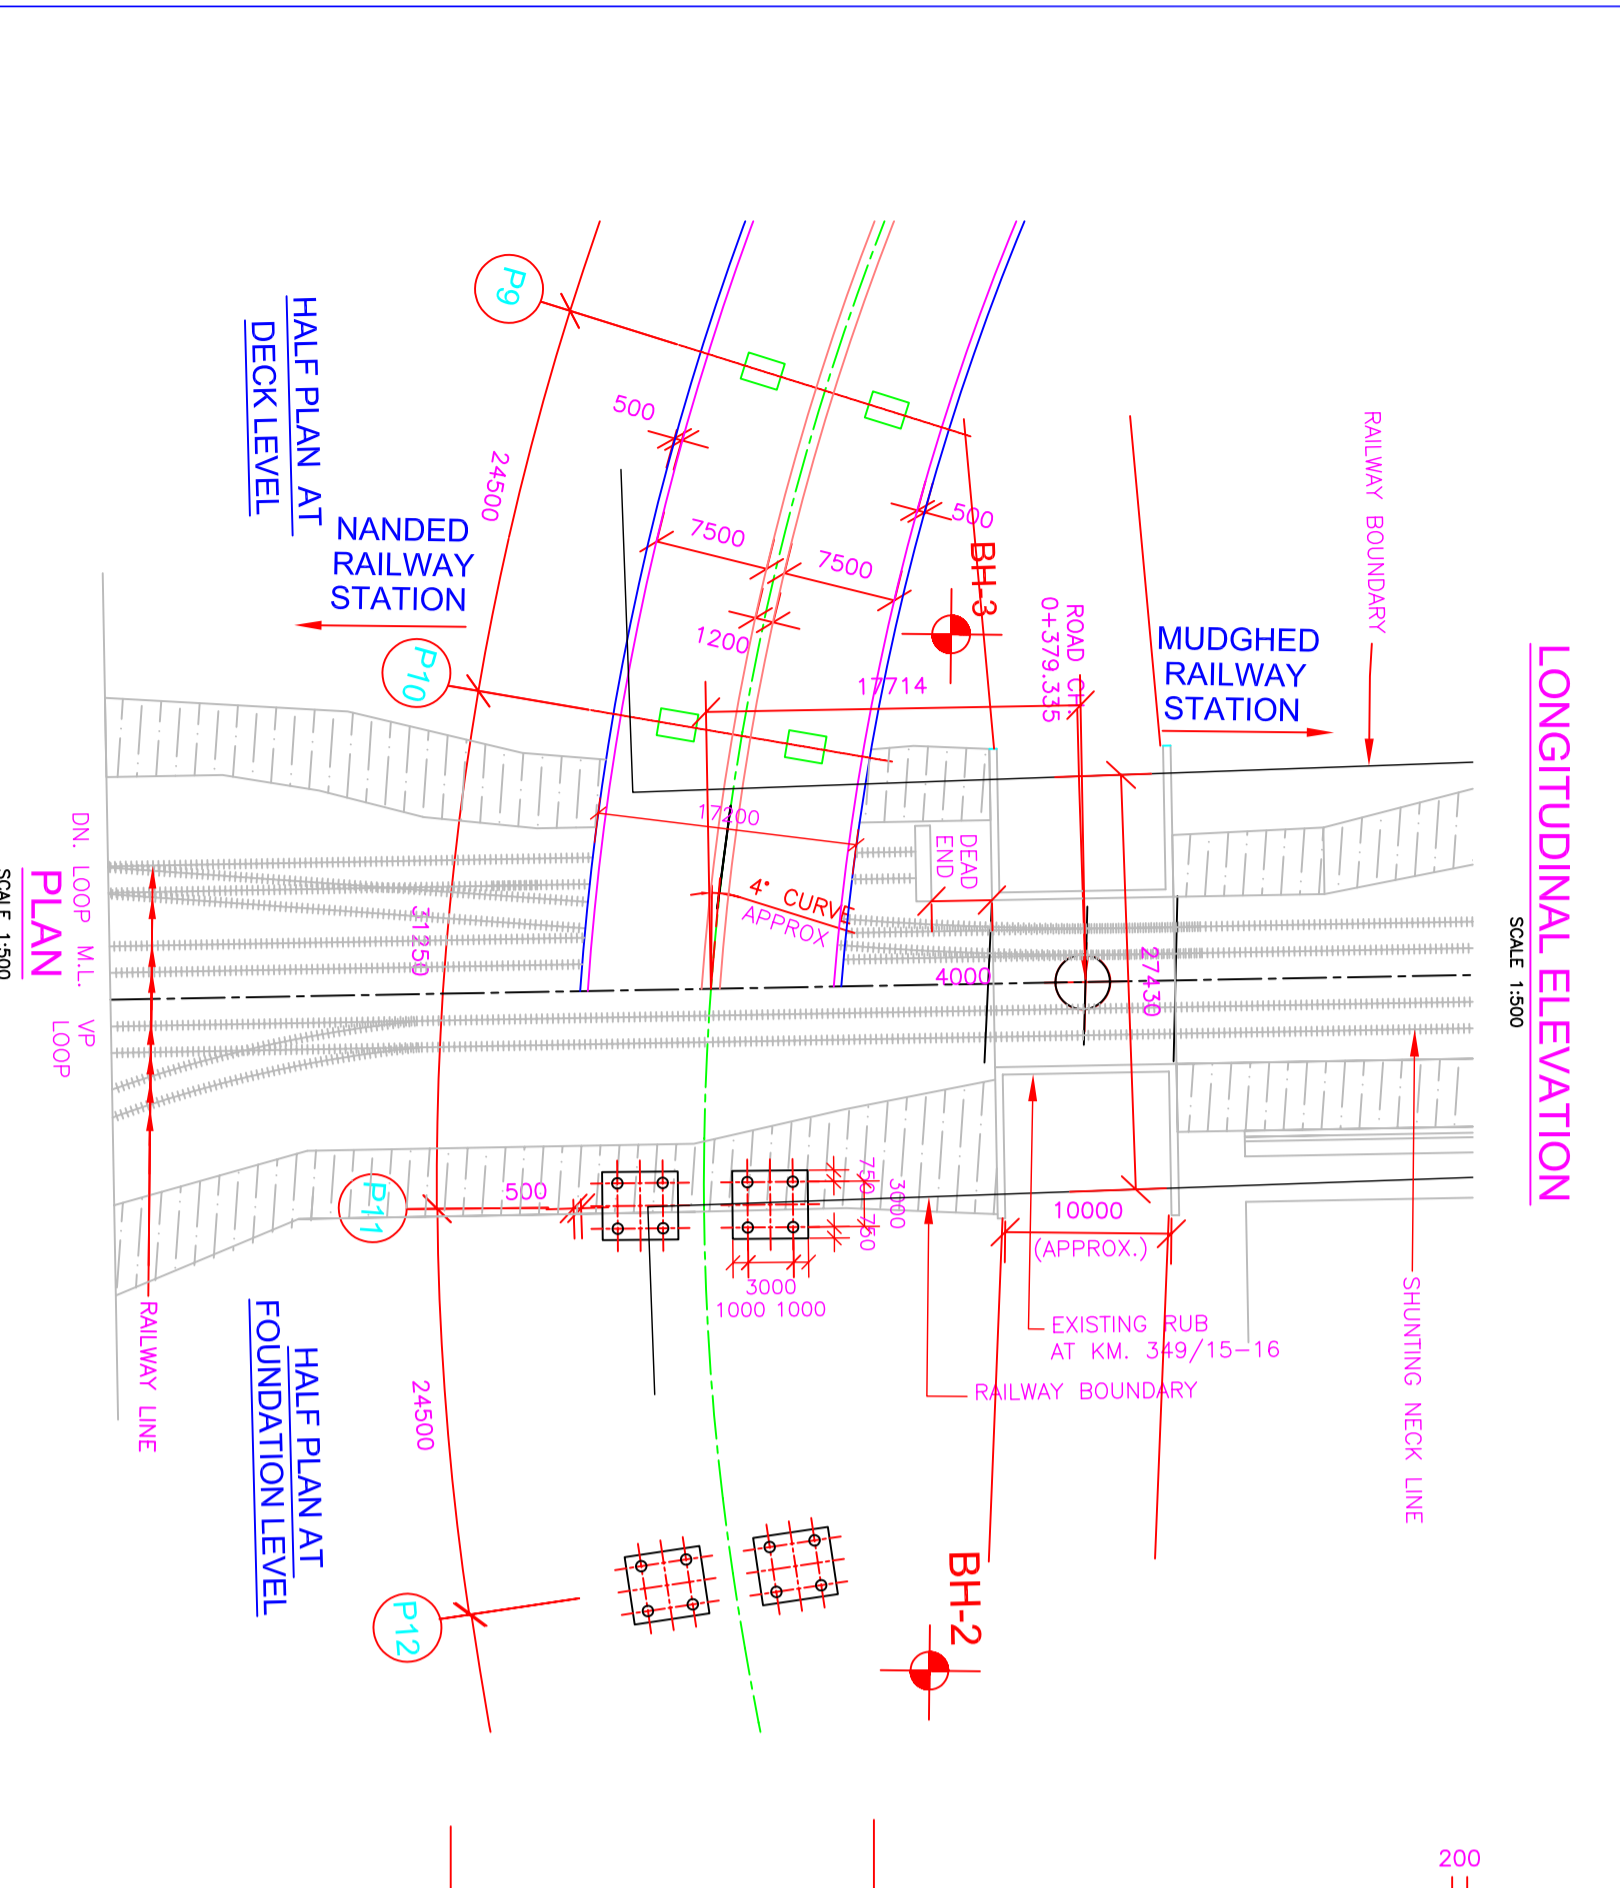 LONGITUDINAL ELEVATION
SCALE 1:500
P9
HALF PLAN AT
DECK LEVEL
NANDED
RAILWAY
STATION
24500
500
7500
7500
500
1200
BH-3
ROAD CH.
0+379.335
RAILWAY BOUNDARY
MUDGHED
RAILWAY
STATION
P10
17714
17200
DEAD
END
4° CURVE
APPROX
4000
27430
31250
DN. LOOP M.L. VP
LOOP
PLAN
SCALE 1:500
P11
500
750
3000
750
3000
1000 1000
10000
(APPROX.)
EXISTING RUB
AT KM. 349/15-16
RAILWAY BOUNDARY
SHUNTING NECK LINE
RAILWAY LINE
HALF PLAN AT
FOUNDATION LEVEL
24500
P12
BH-2
200